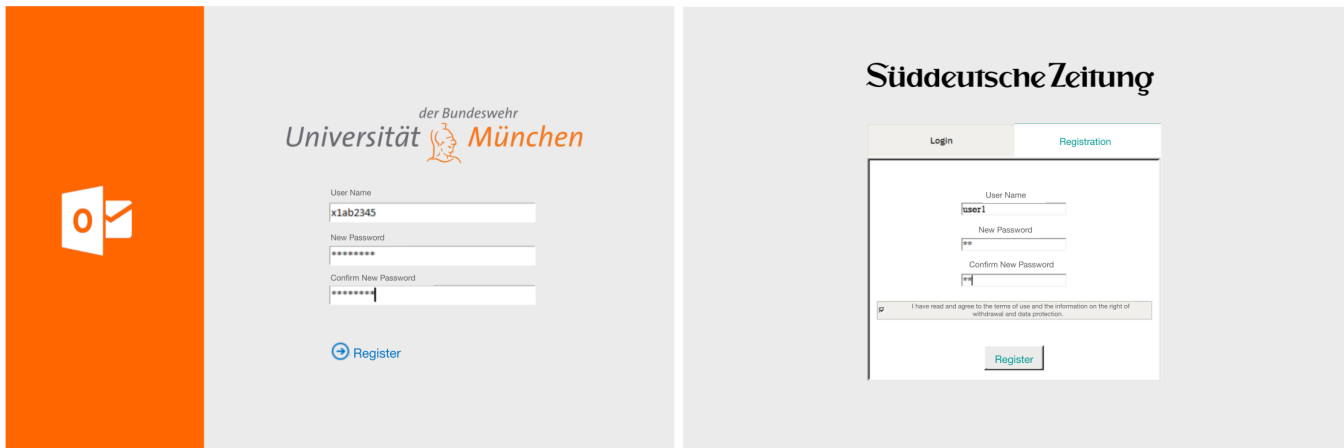 der Bundeswehr
Universität München
User Name
x1ab2345
New Password
********
Confirm New Password
********
Register
Süddeutsche Zeitung
Login Registration
User Name
user1
New Password
**
Confirm New Password
**
I have read and agree to the terms of use and the information on the right of
withdrawal and data protection.
Register